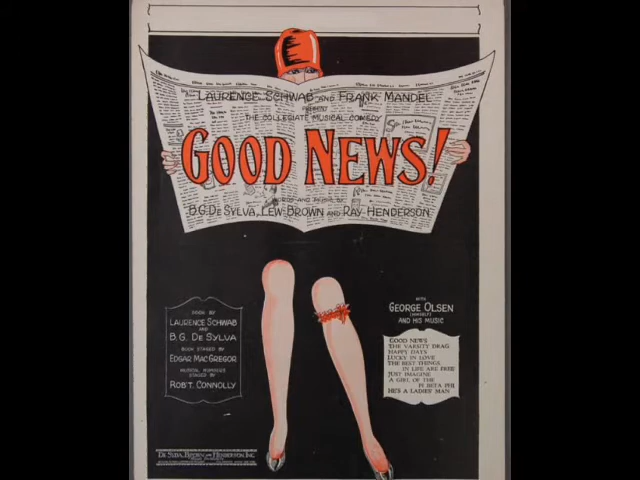 LAURENCE SCHWAB AND FRANK MANDEL
PRESENT
THE COLLEGIATE MUSICAL COMEDY
GOOD NEWS!
WORDS AND MUSIC BY
B.G. DE SYLVA, LEW BROWN AND RAY HENDERSON
BOOK BY
LAURENCE SCHWAB
AND
B.G. DE SYLVA
BOOK STAGED BY
EDGAR MACGREGOR
MUSICAL NUMBERS
STAGED BY
ROB'T. CONNOLLY
WITH
GEORGE OLSEN
(HIMSELF)
AND HIS MUSIC
GOOD NEWS
THE VARSITY DRAG
HAPPY DAYS
LUCKY IN LOVE
THE BEST THINGS
IN LIFE ARE FREE
JUST IMAGINE
A GIRL OF THE
PI BETA PHI
HE'S A LADIES' MAN
DE SYLVA, BROWN AND HENDERSON, INC.